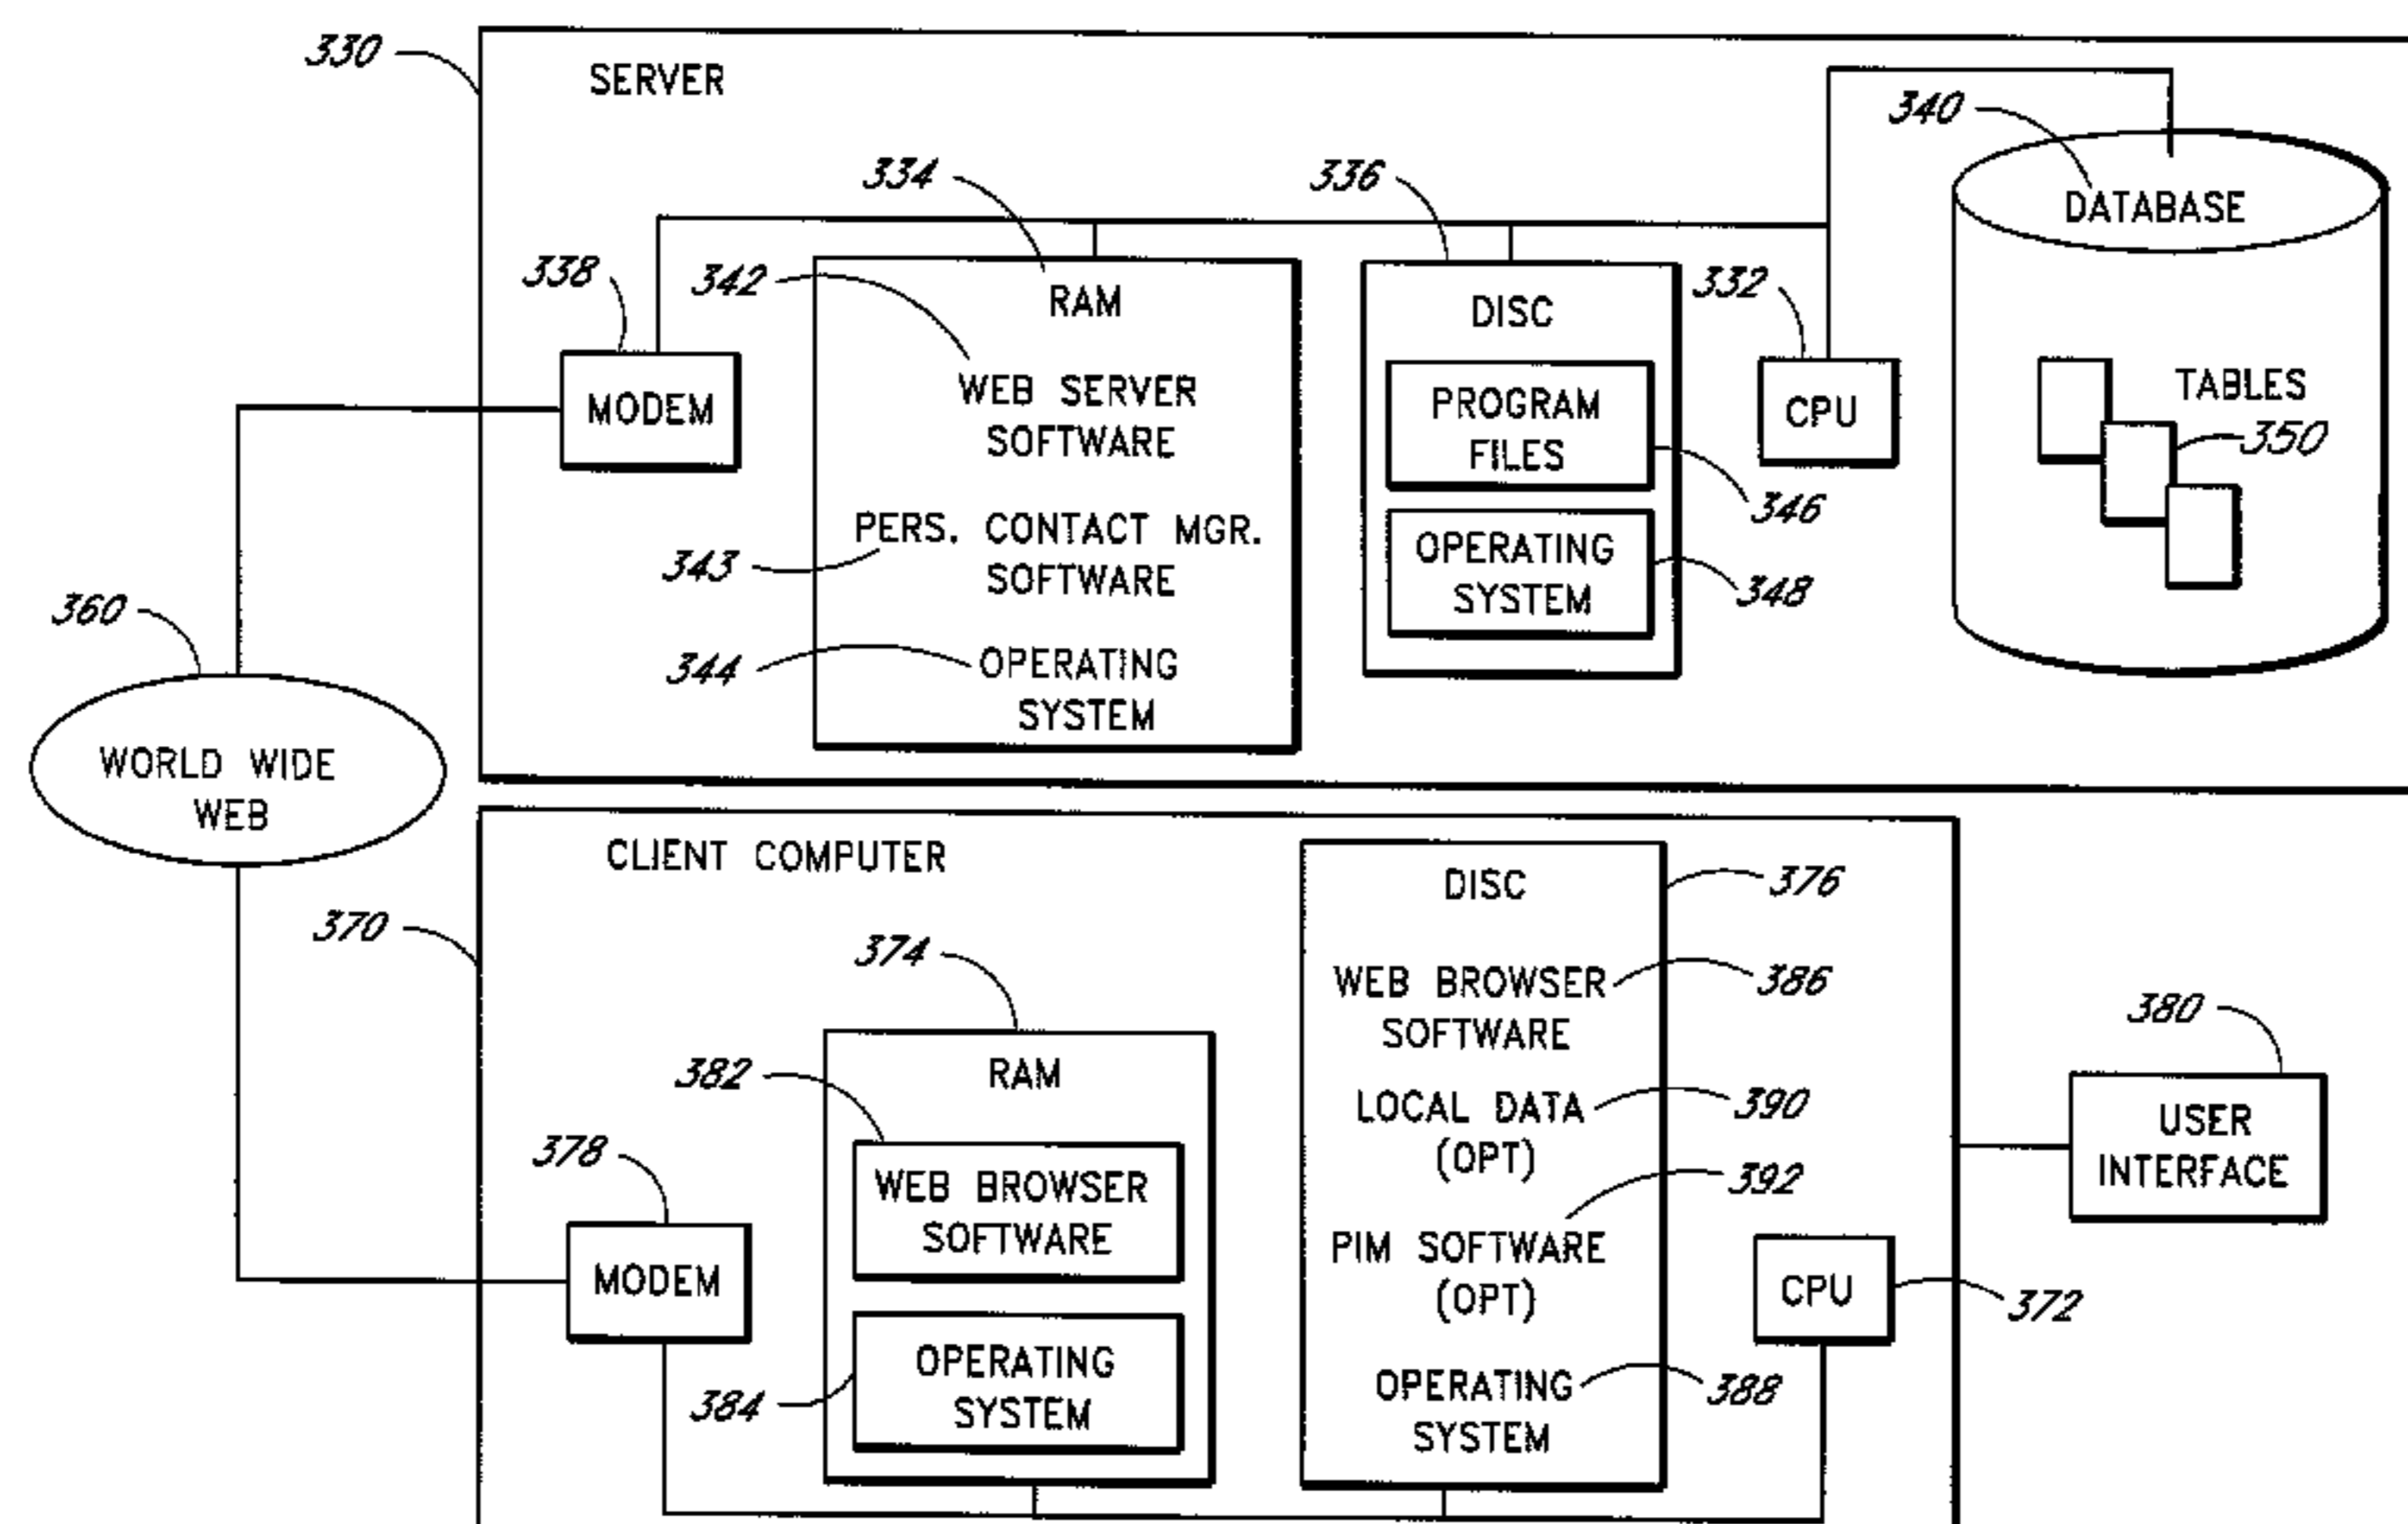 330
SERVER
340
DATABASE
334
336
338
342
RAM
DISC
332
MODEM
WEB SERVER
SOFTWARE
PROGRAM
FILES
CPU
TABLES
350
346
343
PERS. CONTACT MGR.
SOFTWARE
OPERATING
SYSTEM
348
344
OPERATING
SYSTEM
360
WORLD WIDE
WEB
CLIENT COMPUTER
370
DISC
376
374
WEB BROWSER
SOFTWARE
386
380
382
RAM
LOCAL DATA
(OPT)
390
USER
INTERFACE
378
WEB BROWSER
SOFTWARE
392
PIM SOFTWARE
(OPT)
MODEM
CPU
372
384
OPERATING
SYSTEM
OPERATING
SYSTEM
388